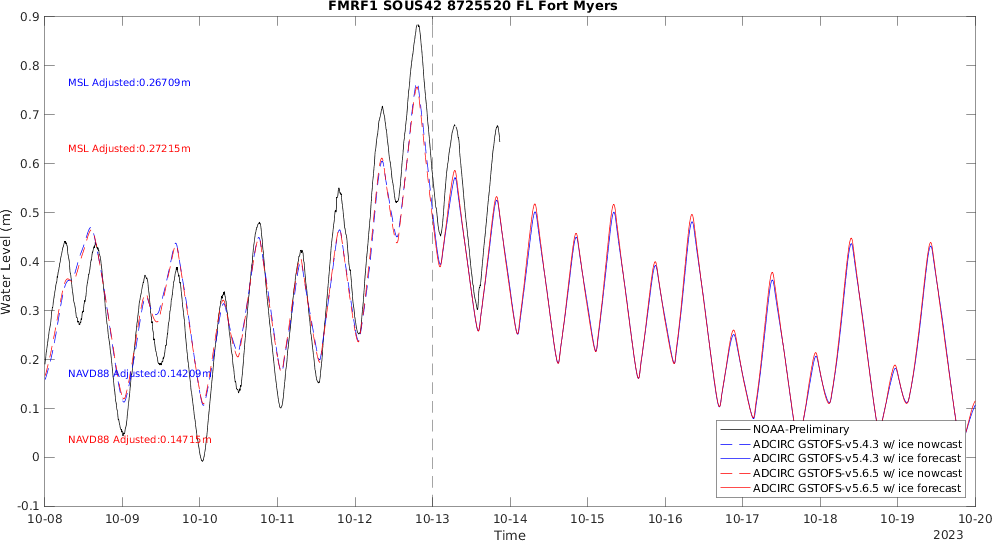 FMRF1 SOUS42 8725520 FL Fort Myers
0.9
0.8
MSL Adjusted:0.26709m
0.7
MSL Adjusted:0.27215m
0.6
0.5
Water Level (m)
0.4
0.3
0.2
NAVD88 Adjusted:0.14209m
0.1
NAVD88 Adjusted:0.14715m
0
-0.1
NOAA-Preliminary
ADCIRC GSTOFS-v5.4.3 w/ ice nowcast
ADCIRC GSTOFS-v5.4.3 w/ ice forecast
ADCIRC GSTOFS-v5.6.5 w/ ice nowcast
ADCIRC GSTOFS-v5.6.5 w/ ice forecast
10-08 10-09 10-10 10-11 10-12 10-13 10-14 10-15 10-16 10-17 10-18 10-19 10-20
Time
2023